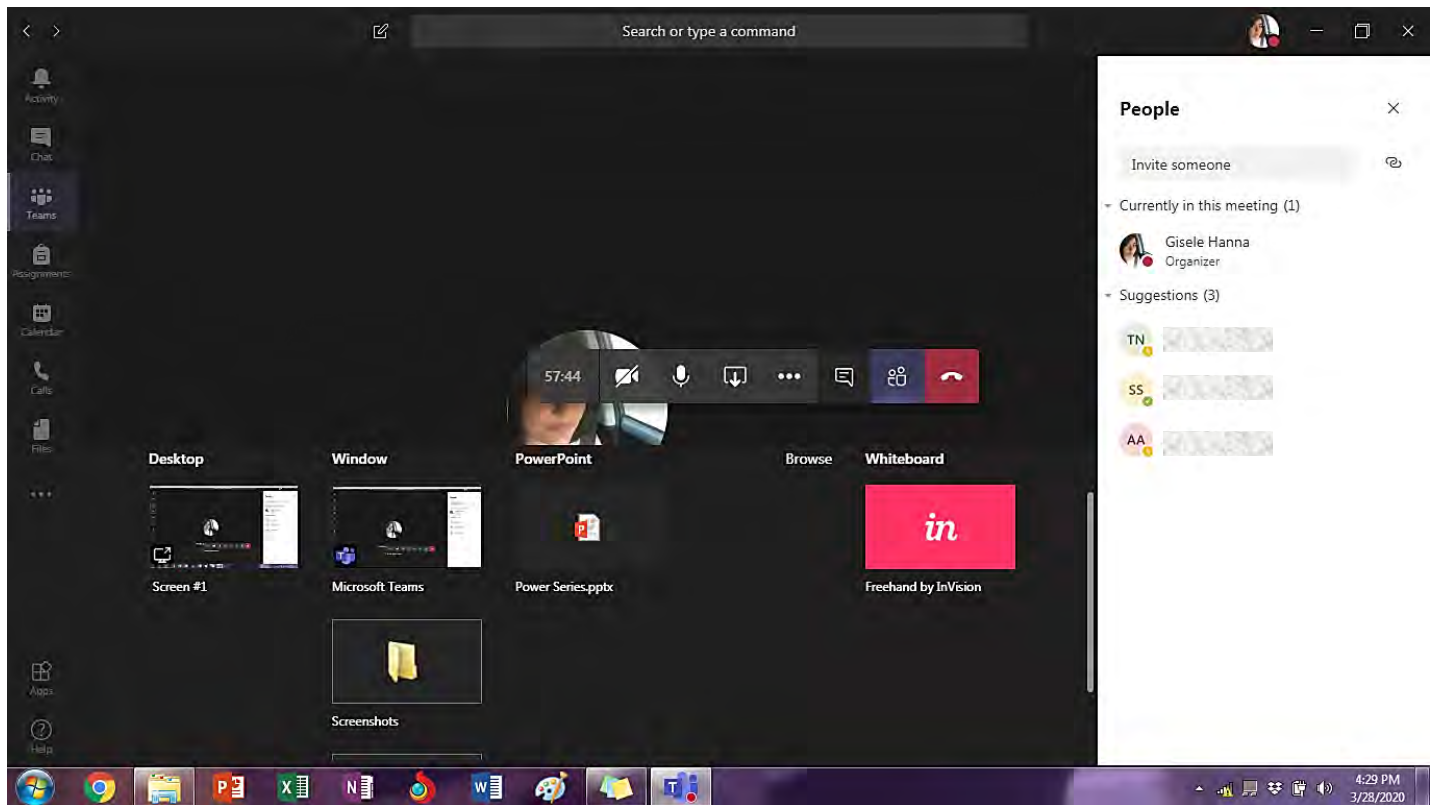 Search or type a command
Activity
Chat
Teams
Assignments
Calendar
Calls
Files
Apps
Help
57:44
Desktop
Window
PowerPoint
Browse
Whiteboard
in
Screen #1
Microsoft Teams
Power Series.pptx
Freehand by InVision
Screenshots
People
Invite someone
Currently in this meeting (1)
Gisele Hanna
Organizer
Suggestions (3)
TN
SS
AA
4:29 PM
3/28/2020